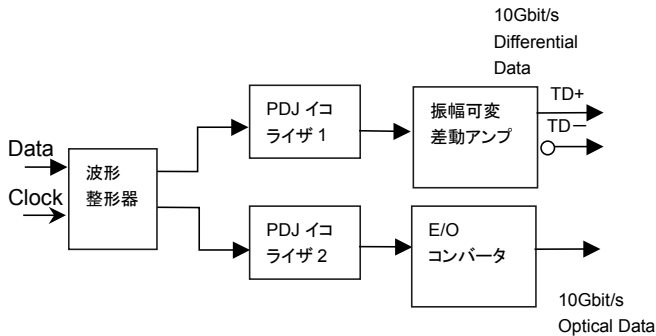 10Gbit/s
Differential
Data
PDJ イコ
ライザ 1
振幅可変
差動アンプ
TD+
TD－
Data
Clock
波形
整形器
PDJ イコ
ライザ 2
E/O
コンバータ
10Gbit/s
Optical Data